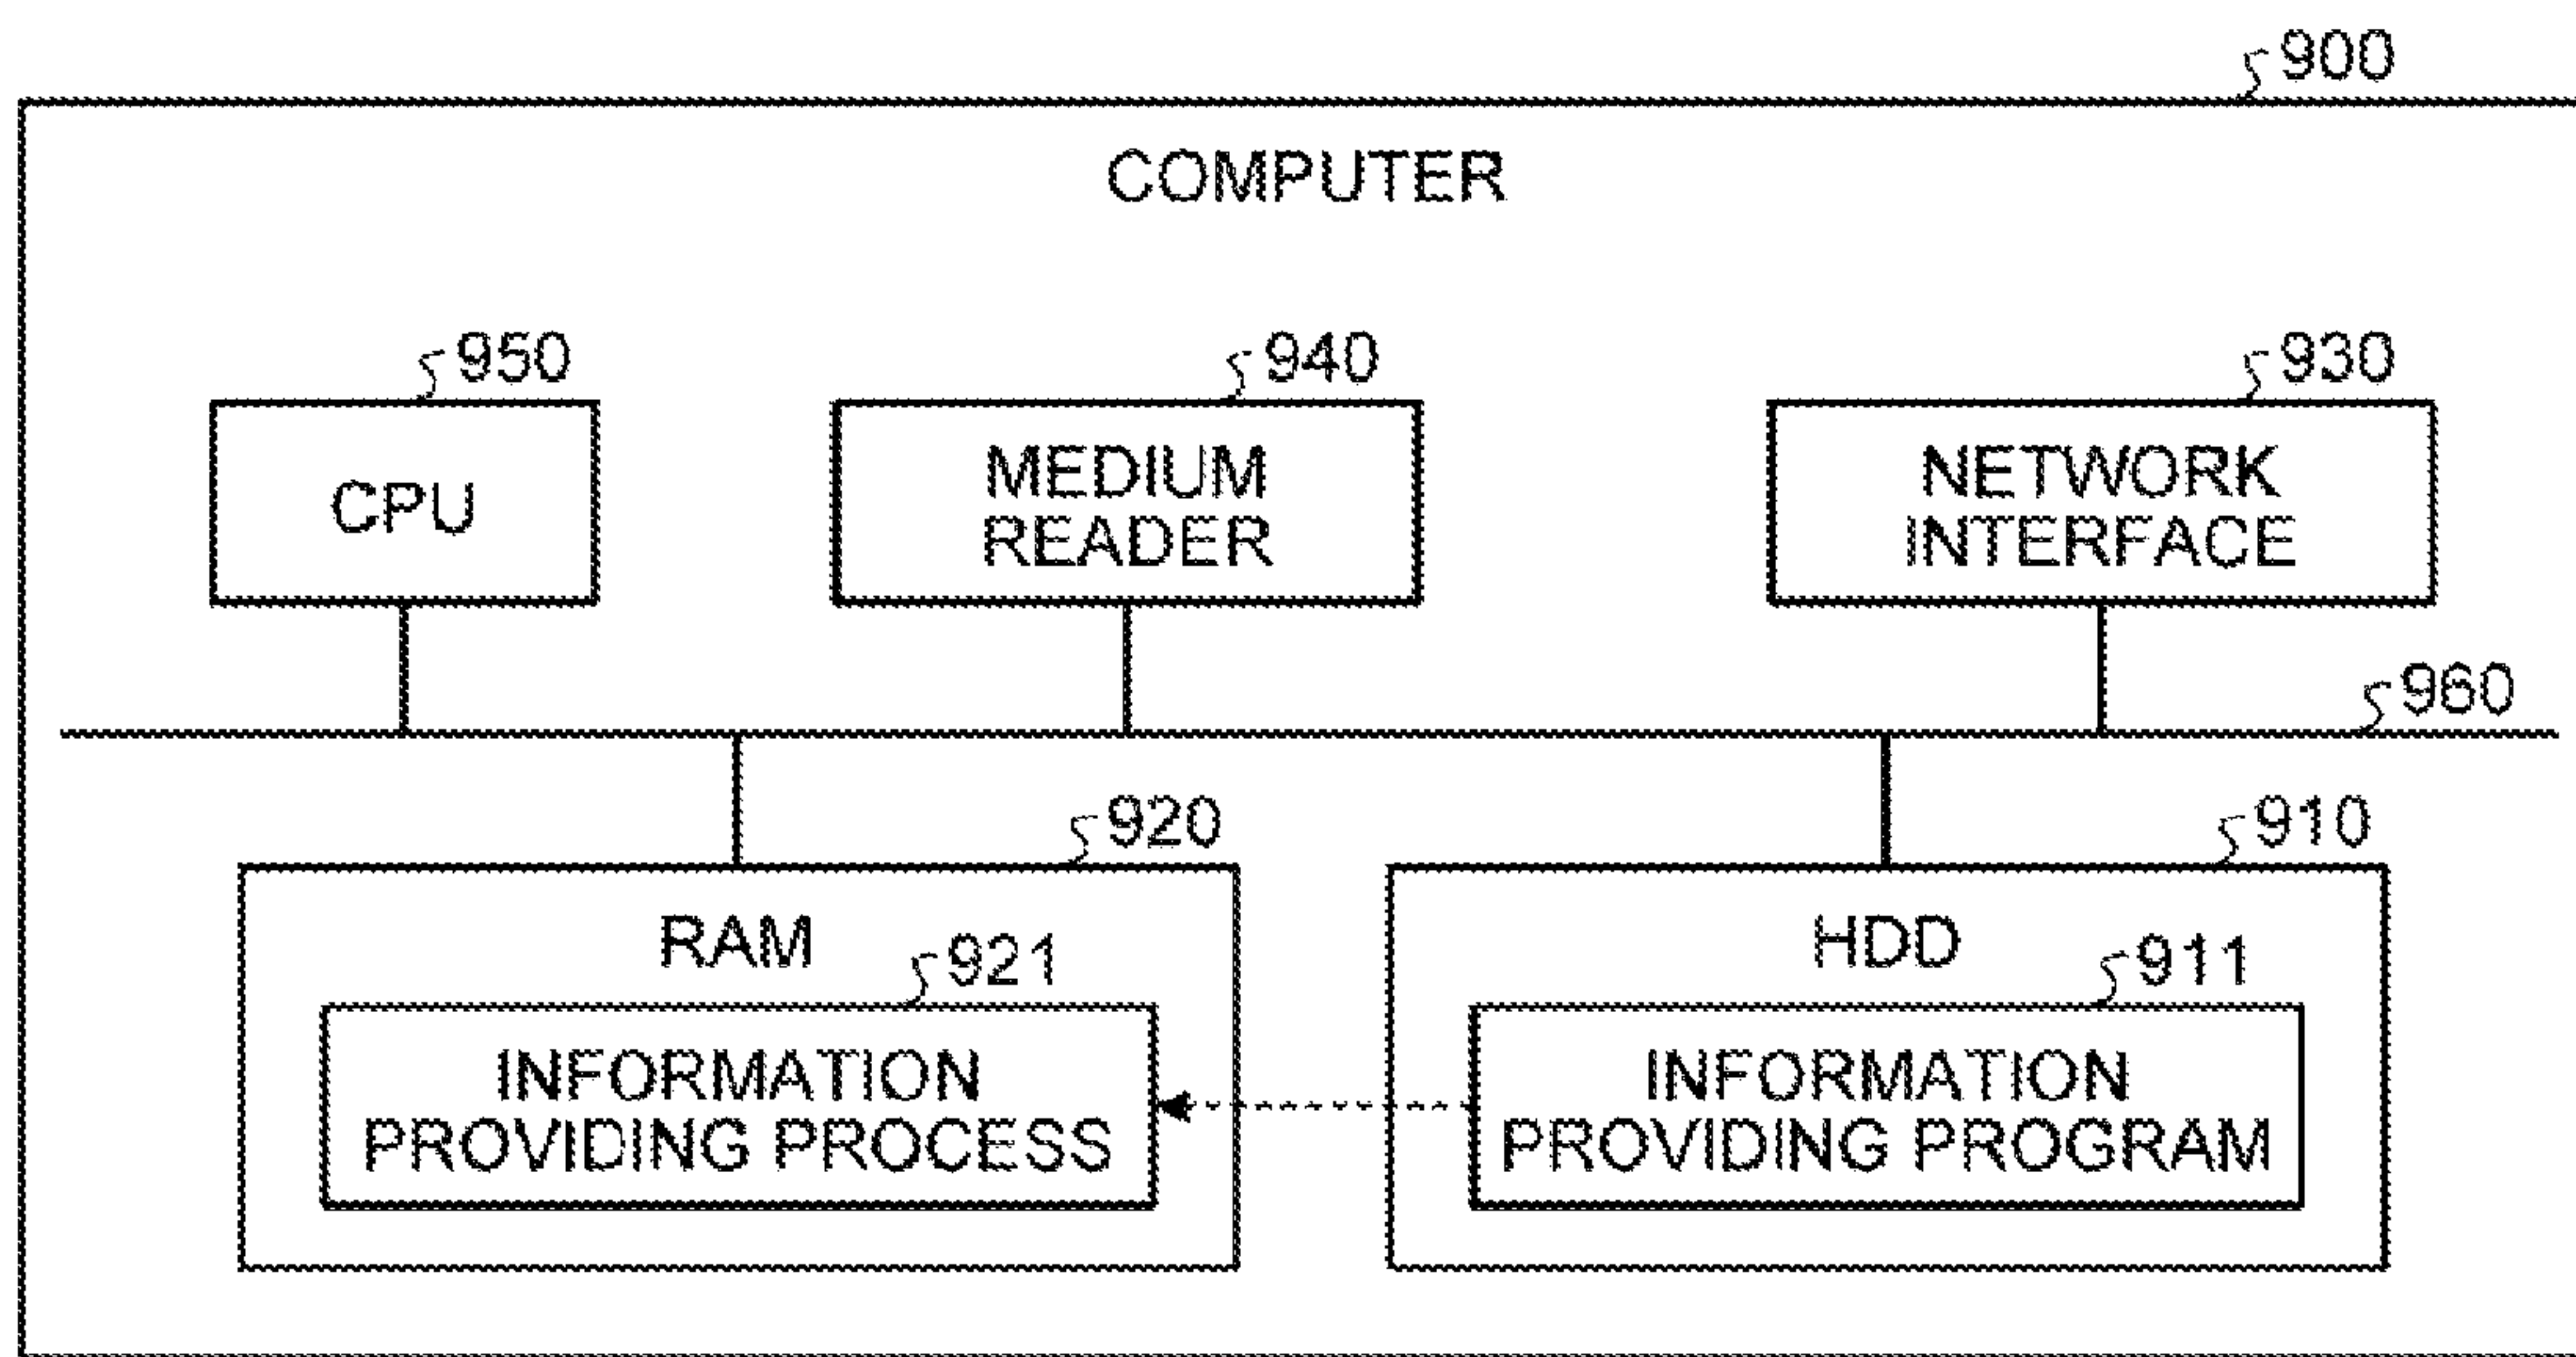 900
COMPUTER
950
940
930
CPU
MEDIUM
READER
NETWORK
INTERFACE
960
920
910
RAM
921
HDD
911
INFORMATION
PROVIDING PROCESS
INFORMATION
PROVIDING PROGRAM